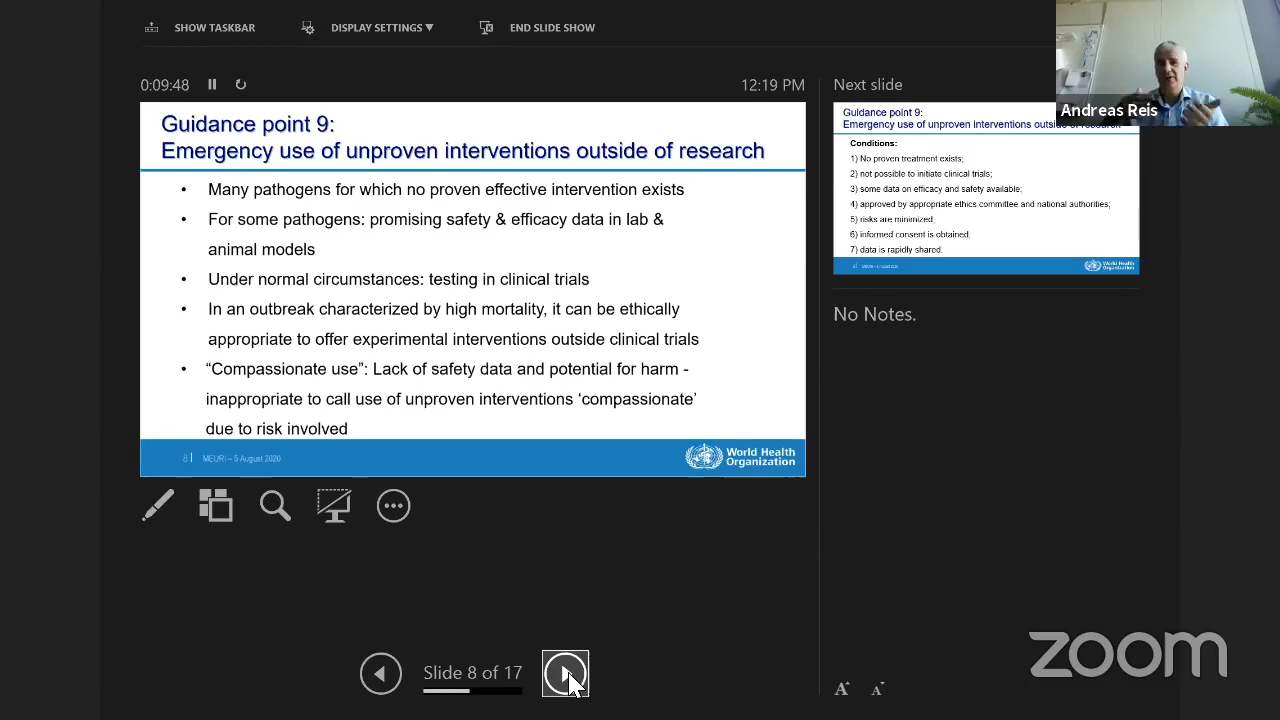 SHOW TASKBAR
DISPLAY SETTINGS ▼
END SLIDE SHOW
0:09:48
12:19 PM
Next slide
Andreas Reis
Guidance point 9:
Emergency use of unproven interventions outside of research
• Many pathogens for which no proven effective intervention exists
• For some pathogens: promising safety & efficacy data in lab &
animal models
• Under normal circumstances: testing in clinical trials
• In an outbreak characterized by high mortality, it can be ethically
appropriate to offer experimental interventions outside clinical trials
• “Compassionate use”: Lack of safety data and potential for harm -
inappropriate to call use of unproven interventions ‘compassionate’
due to risk involved
8 | MEURI – 5 August 2020
World Health
Organization
Guidance point 9:
Emergency use of unproven interventions outside of research
Conditions:
1) No proven treatment exists;
2) not possible to initiate clinical trials;
3) some data on efficacy and safety available;
4) approved by appropriate ethics committee and national authorities;
5) risks are minimized;
6) informed consent is obtained;
7) data is rapidly shared.
World Health
Organization
No Notes.
Slide 8 of 17
A A
zoom